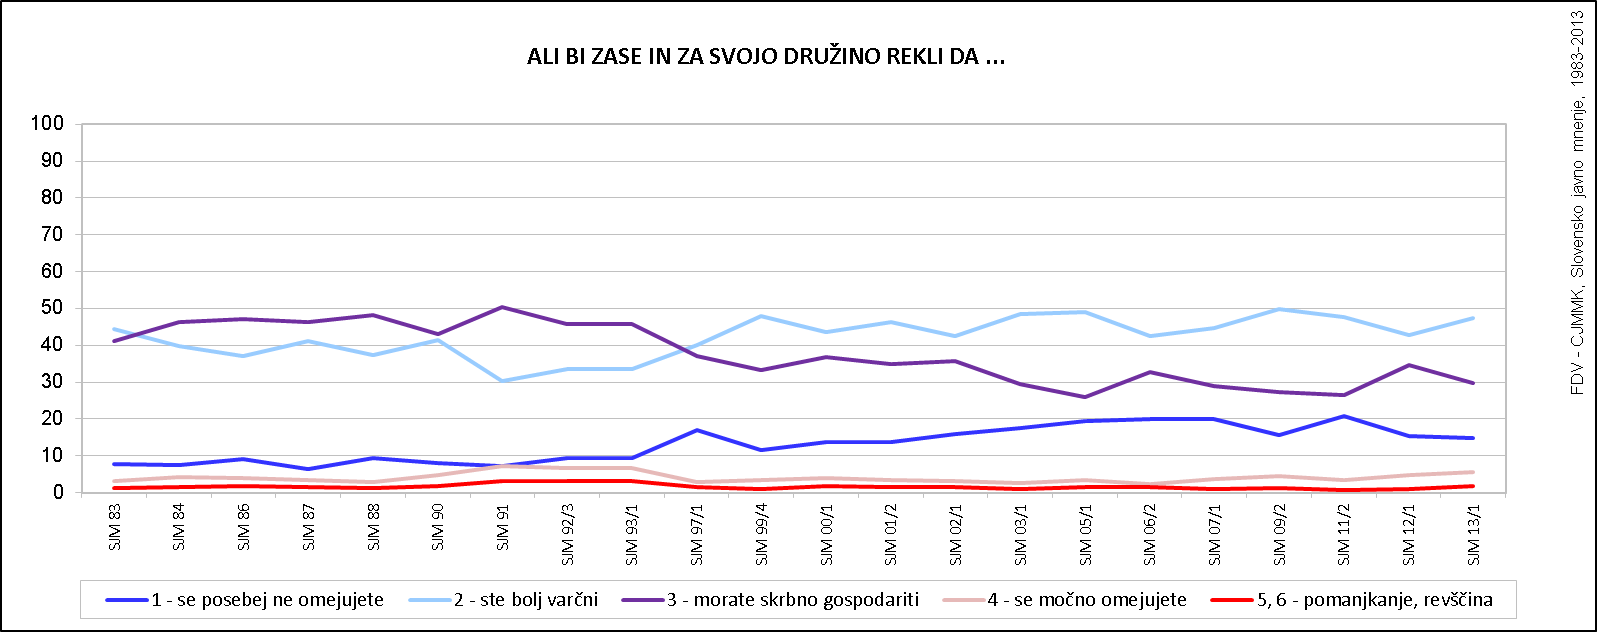 ALI BI ZASE IN ZA SVOJO DRUŽINO REKLI DA ...
FDV - CJMMK, Slovensko javno mnenje, 1983-2013
100
90
80
70
60
50
40
30
20
10
0
SJM 83
SJM 84
SJM 86
SJM 87
SJM 88
SJM 90
SJM 91
SJM 92/3
SJM 93/1
SJM 97/1
SJM 99/4
SJM 00/1
SJM 01/2
SJM 02/1
SJM 03/1
SJM 05/1
SJM 06/2
SJM 07/1
SJM 09/2
SJM 11/2
SJM 12/1
SJM 13/1
1 - se posebej ne omejujete
2 - ste bolj varčni
3 - morate skrbno gospodariti
4 - se močno omejujete
5, 6 - pomanjkanje, revščina